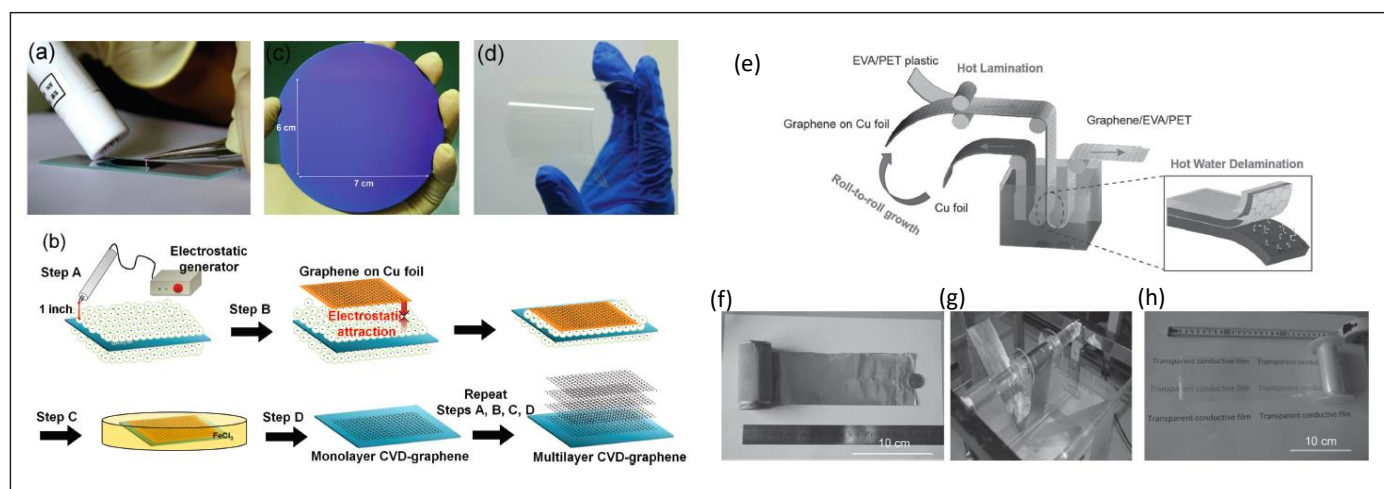 (a)
(c)
6 cm
7 cm
(d)
(b)
Step A
Electrostatic
generator
1 inch
Step B
Graphene on Cu foil
Electrostatic
attraction
Step C
FeCl3
Step D
Monolayer CVD-graphene
Repeat
Steps A, B, C, D
Multilayer CVD-graphene
(e)
EVA/PET plastic
Hot Lamination
Graphene on Cu foil
Graphene/EVA/PET
Roll-to-roll growth
Cu foil
Hot Water Delamination
(f)
10 cm
(g)
(h)
Transparent conductive film Transparent conduc
Transparent conductive film Transparent
Transparent conductive film Transparent conductive film
10 cm